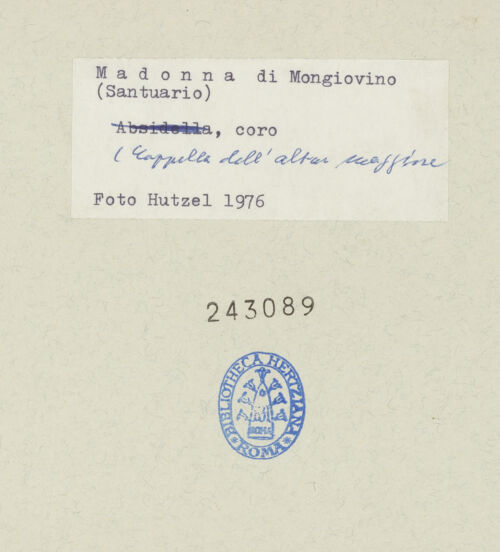 Madonna di Mongiovino
(Santuario)
Absidella, coro
(Cappella dell'altar maggiore
Foto Hutzel 1976
243089
BIBLIOTHECA HERTZIANA
ROMA